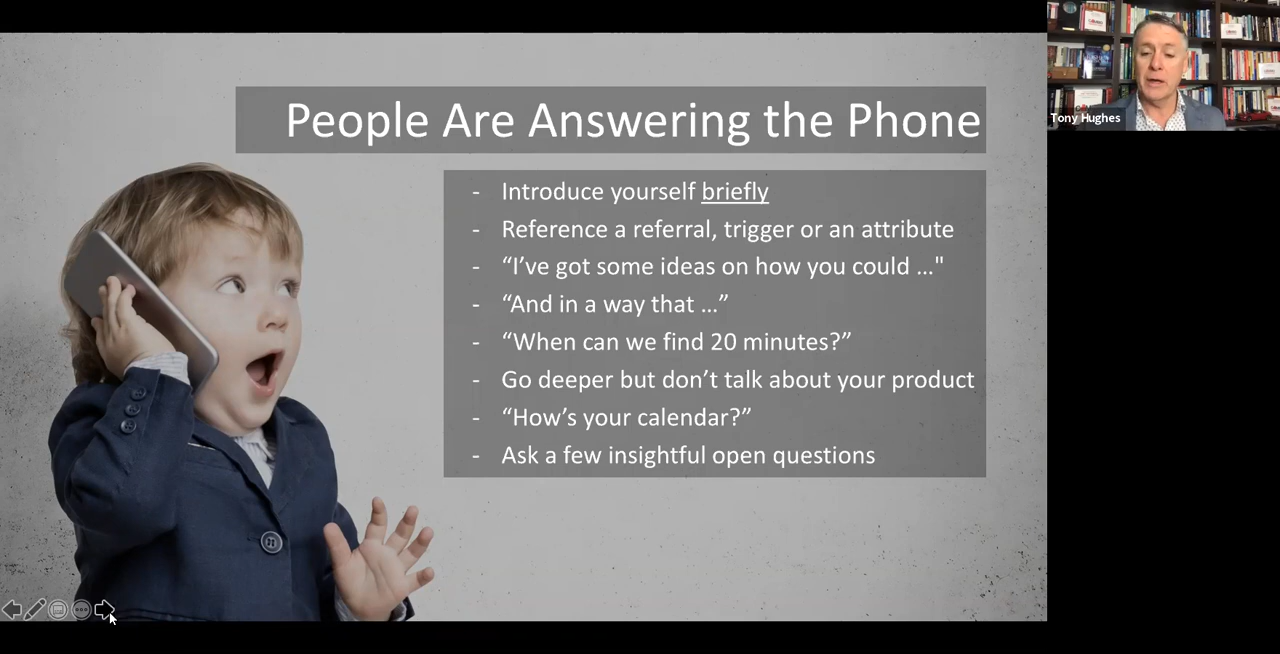 People Are Answering the Phone
- Introduce yourself briefly
- Reference a referral, trigger or an attribute
- “I’ve got some ideas on how you could ..."
- “And in a way that ...”
- “When can we find 20 minutes?”
- Go deeper but don’t talk about your product
- “How’s your calendar?”
- Ask a few insightful open questions
Tony Hughes